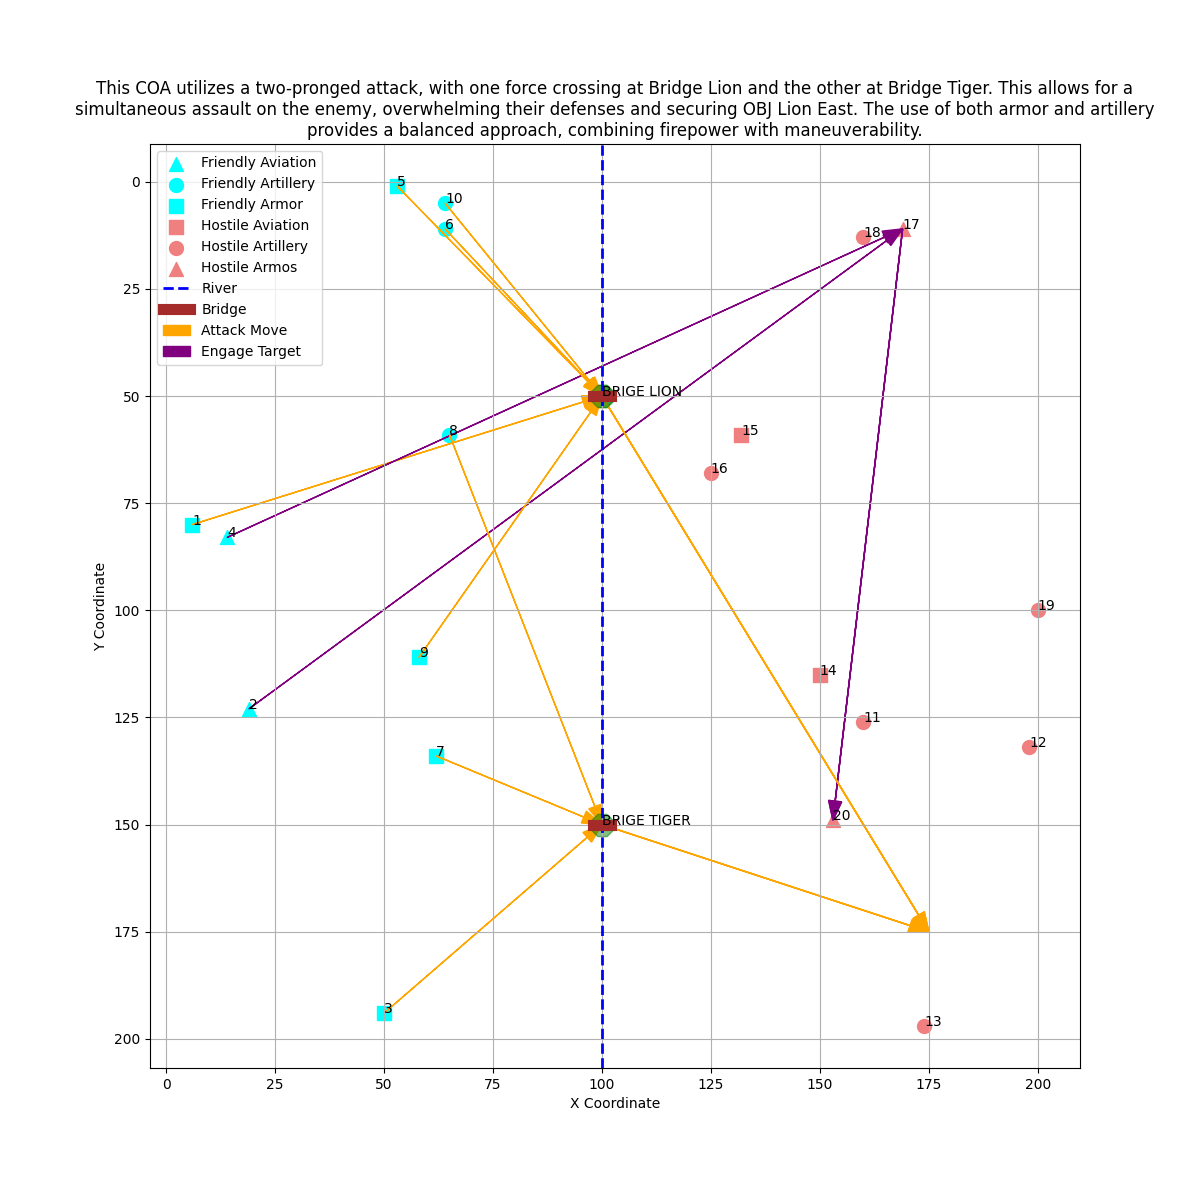 This COA utilizes a two-pronged attack, with one force crossing at Bridge Lion and the other at Bridge Tiger. This allows for a
simultaneous assault on the enemy, overwhelming their defenses and securing OBJ Lion East. The use of both armor and artillery
provides a balanced approach, combining firepower with maneuverability.
Friendly Aviation
Friendly Artillery
Friendly Armor
Hostile Aviation
Hostile Artillery
Hostile Armos
River
Bridge
Attack Move
Engage Target
5
10
6
17
18
BRIGE LION
8
15
16
1
4
19
9
14
2
11
7
12
20
BRIGE TIGER
3
13
0
25
50
75
100
125
150
175
200
Y Coordinate
0
25
50
75
100
125
150
175
200
X Coordinate